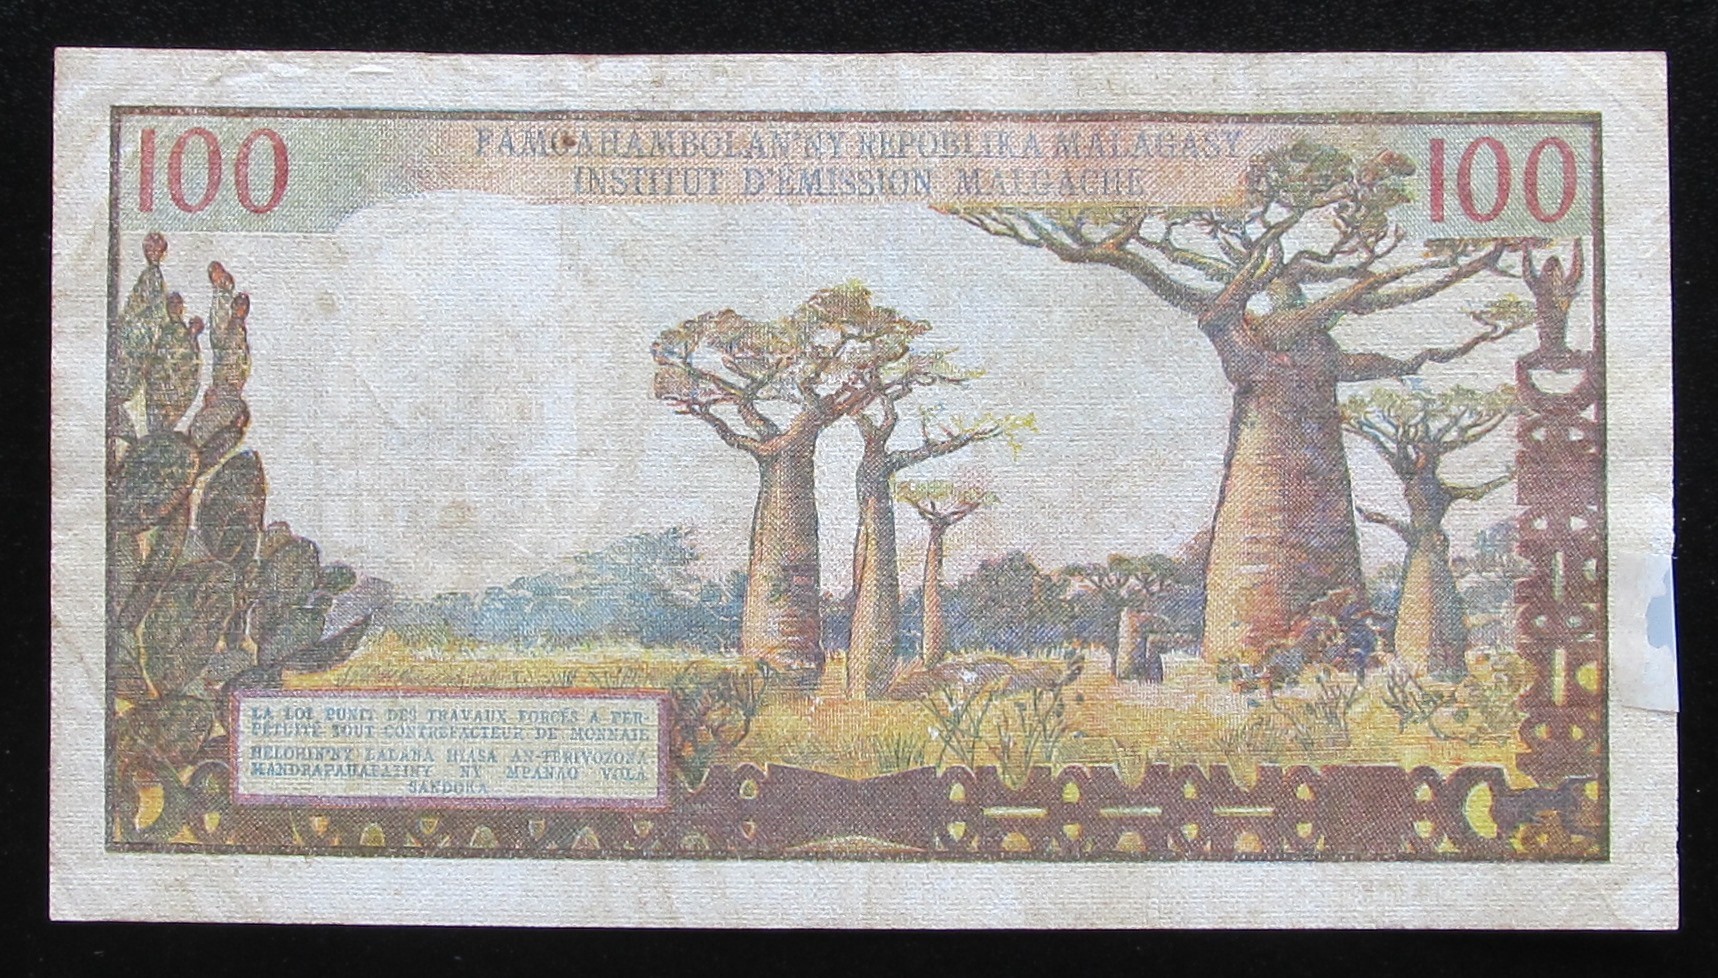 100
FAMOAHAMBOLAN'NY REPOBLIKA MALAGASY
INSTITUT D'ÉMISSION MALGACHE
100
LA LOI PUNIT DES TRAVAUX FORCÉS A PER-
PÉTUITÉ TOUT CONTREFACTEUR DE MONNAIE
HELOHIN'NY LALANA HIASA AN-TERIVOZONA
MANDRAPAHAFATINY NY MPANAO VOLA
SANDOKA